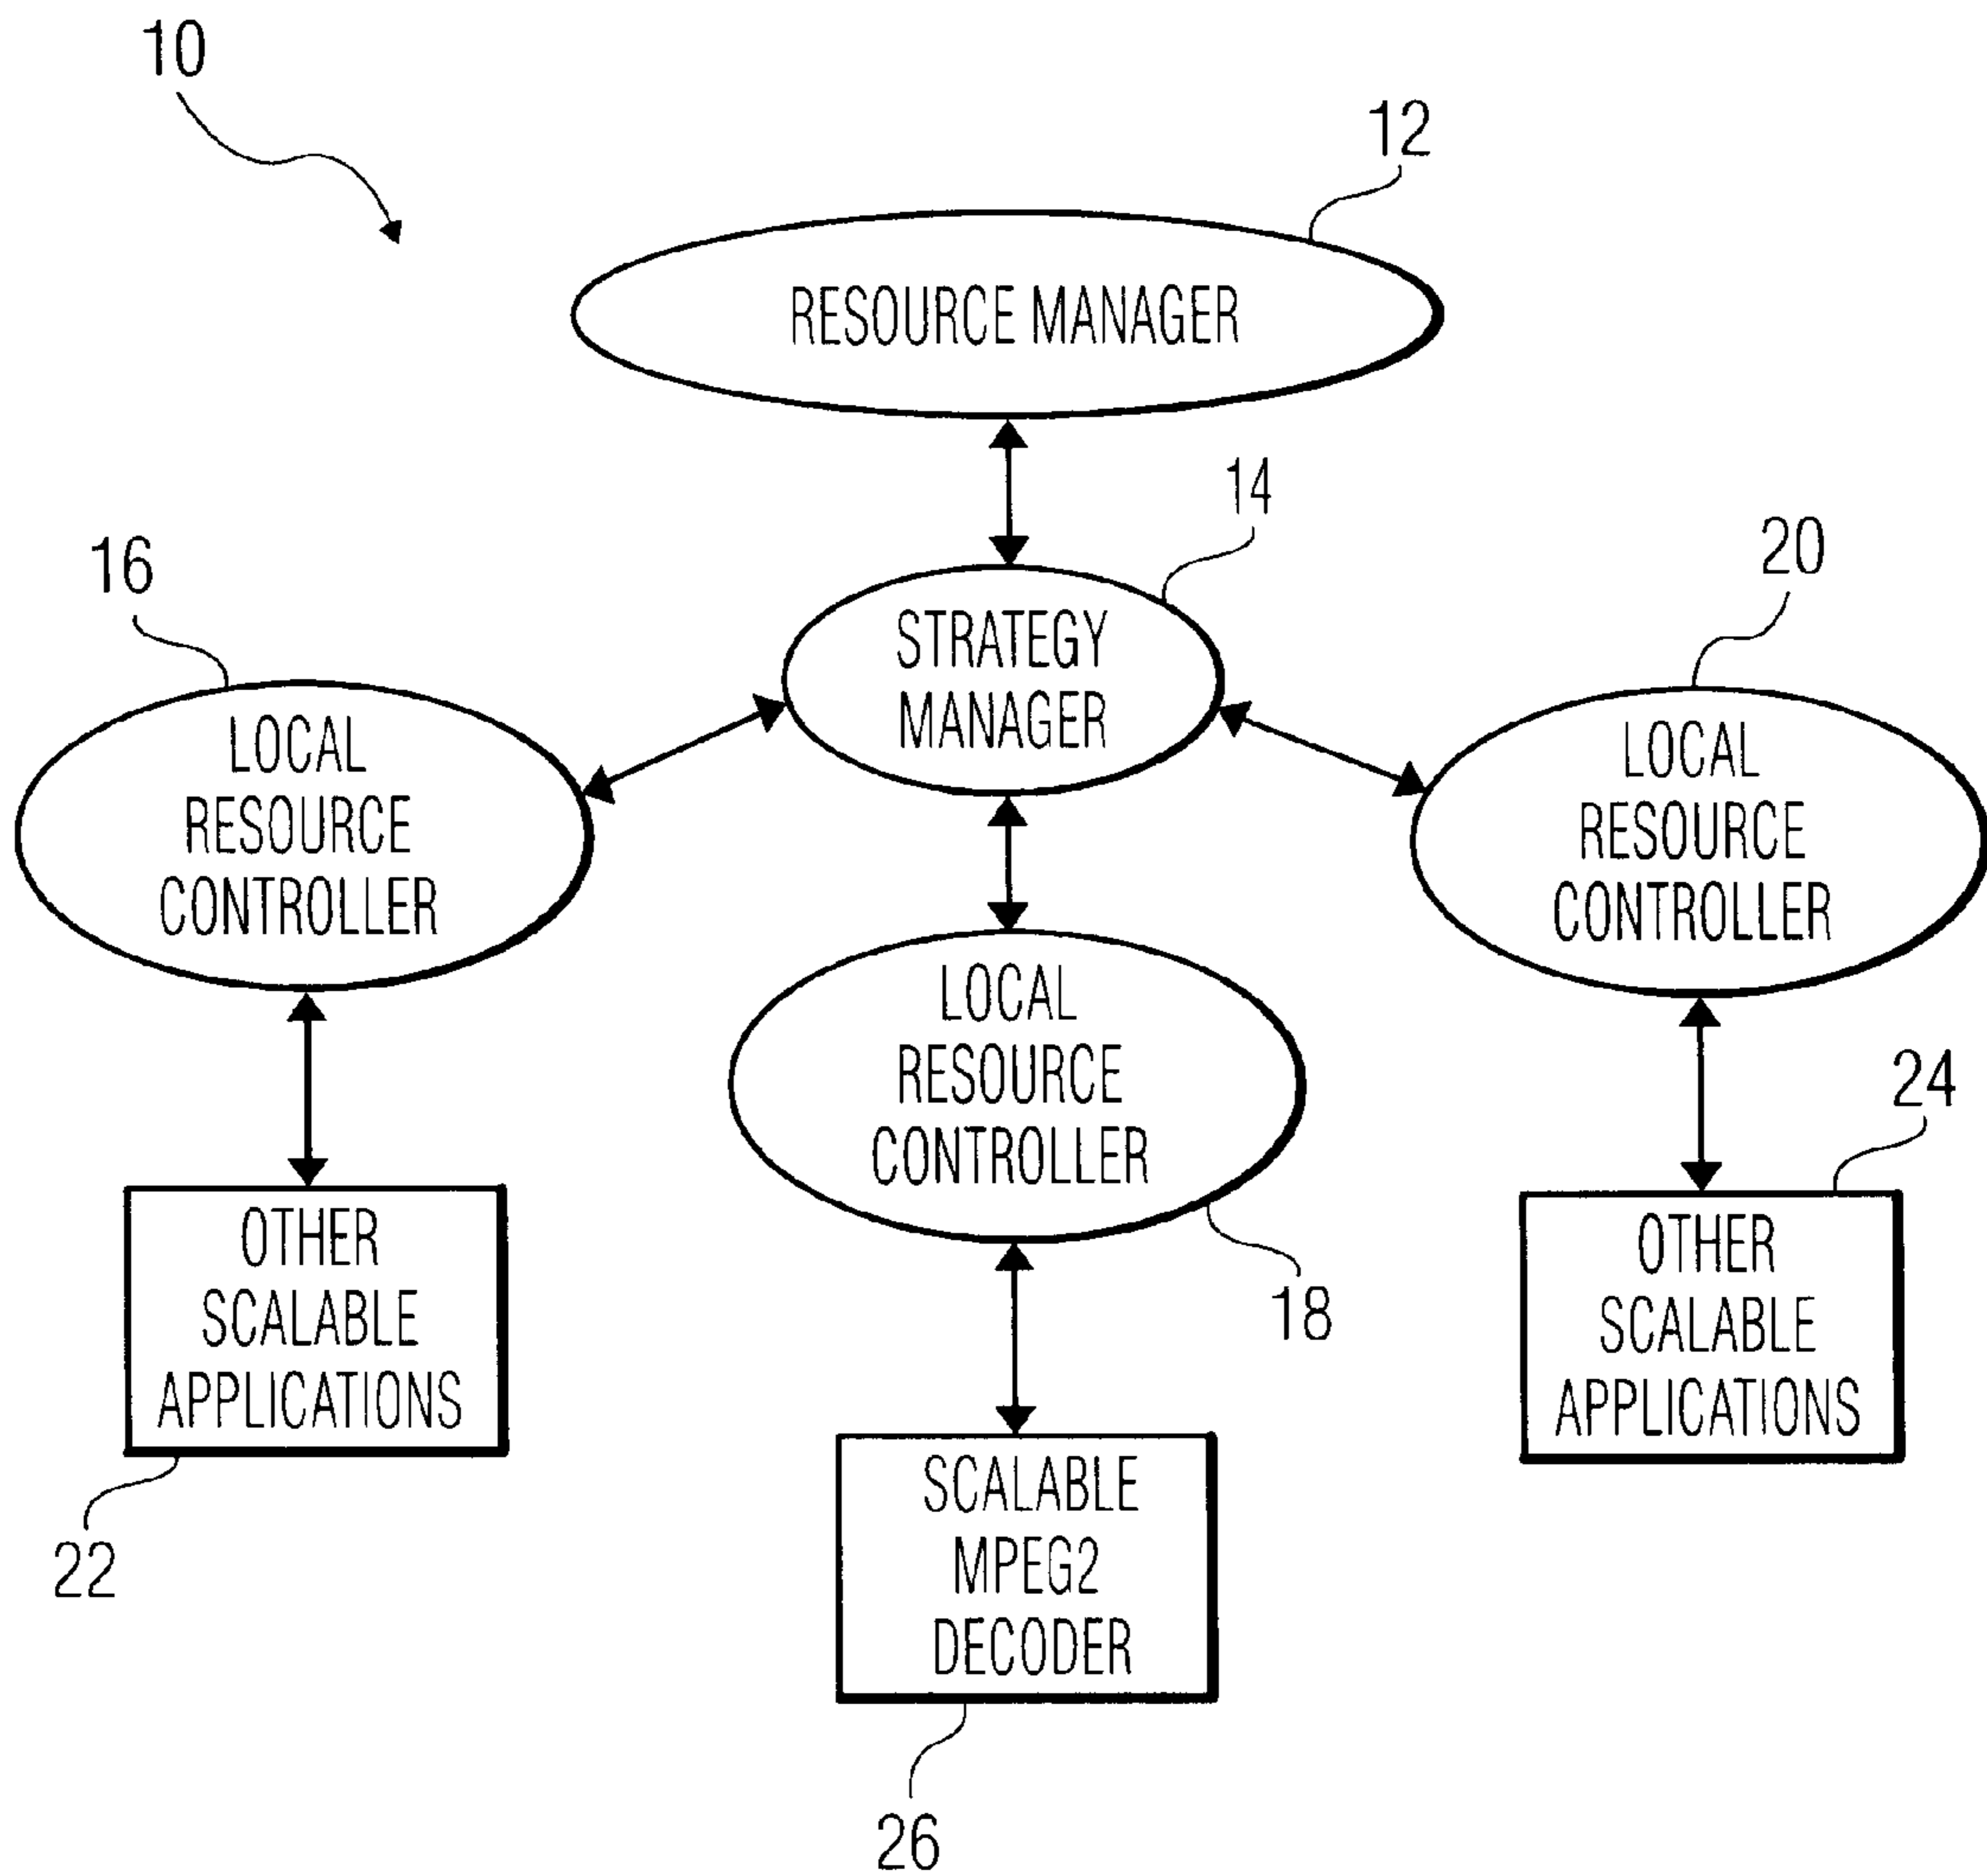 10
12
RESOURCE MANAGER
14
STRATEGY
MANAGER
16
LOCAL
RESOURCE
CONTROLLER
20
LOCAL
RESOURCE
CONTROLLER
LOCAL
RESOURCE
CONTROLLER
18
24
OTHER
SCALABLE
APPLICATIONS
22
OTHER
SCALABLE
APPLICATIONS
SCALABLE
MPEG2
DECODER
26